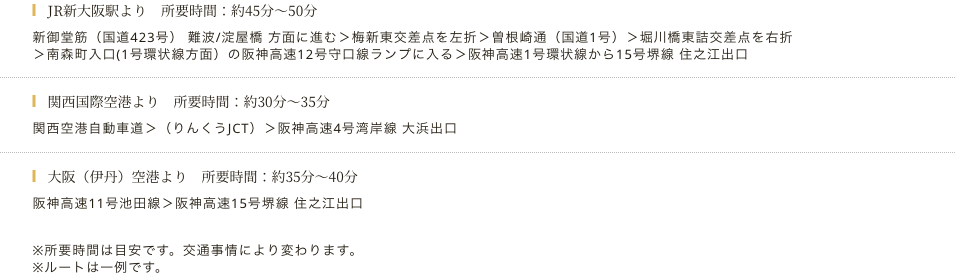 JR新大阪駅より　所要時間：約45分～50分
新御堂筋（国道423号） 難波/淀屋橋 方面に進む＞梅新東交差点を左折＞曽根崎通（国道1号）＞堀川橋東詰交差点を右折
＞南森町入口(1号環状線方面）の阪神高速12号守口線ランプに入る＞阪神高速1号環状線から15号堺線 住之江出口
関西国際空港より　所要時間：約30分～35分
関西空港自動車道＞（りんくうJCT）＞阪神高速4号湾岸線 大浜出口
大阪（伊丹）空港より　所要時間：約35分～40分
阪神高速11号池田線＞阪神高速15号堺線 住之江出口
※所要時間は目安です。交通事情により変わります。
※ルートは一例です。